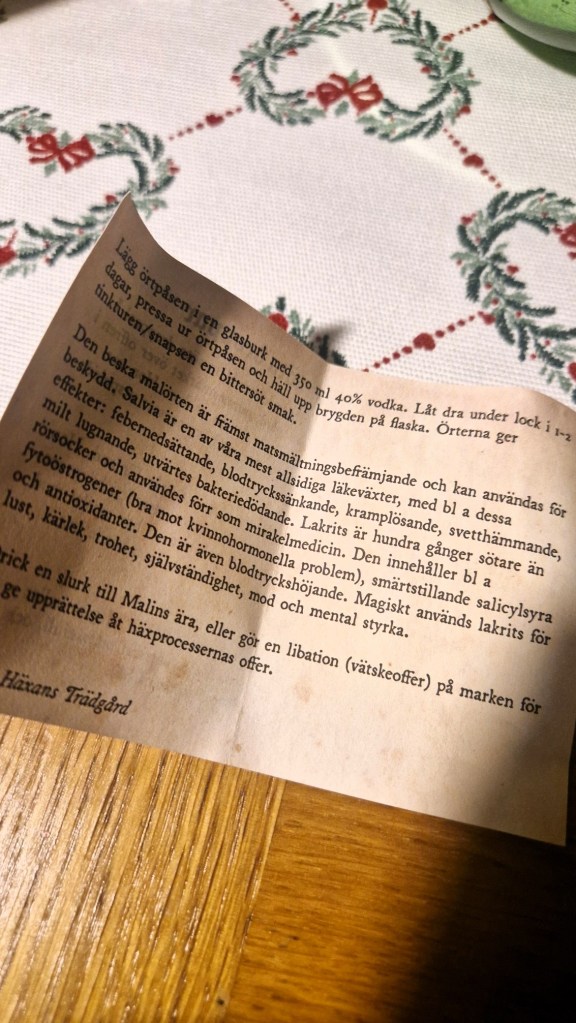 Lägg örtpåsen i en glasburk med 350 ml 40% vodka. Låt dra under lock i 1-2
dagar, pressa ur örtpåsen och häll upp brygden på flaska. Örterna ger
tinkturen/snapsen en bittersöt smak.
Den beska malörten är främst matsmältningsbefrämjande och kan användas för
beskydd. Salvia är en av våra mest allsidiga läkeväxter, med bl a dessa
effekter: febernedsättande, blodtryckssänkande, kramplösande, svetthämmande,
milt lugnande, utvärtes bakteriedödande. Lakrits är hundra gånger sötare än
rörsocker och användes förr som mirakelmedicin. Den innehåller bl a
fytoöstrogener (bra mot kvinnohormonella problem), smärtstillande salicylsyra
och antioxidanter. Den är även blodtryckshöjande. Magiskt används lakrits för
lust, kärlek, trohet, självständighet, mod och mental styrka.
rick en slurk till Malins ära, eller gör en libation (vätskeoffer) på marken för
ge upprättelse åt häxprocessernas offer.
Häxans Trädgård